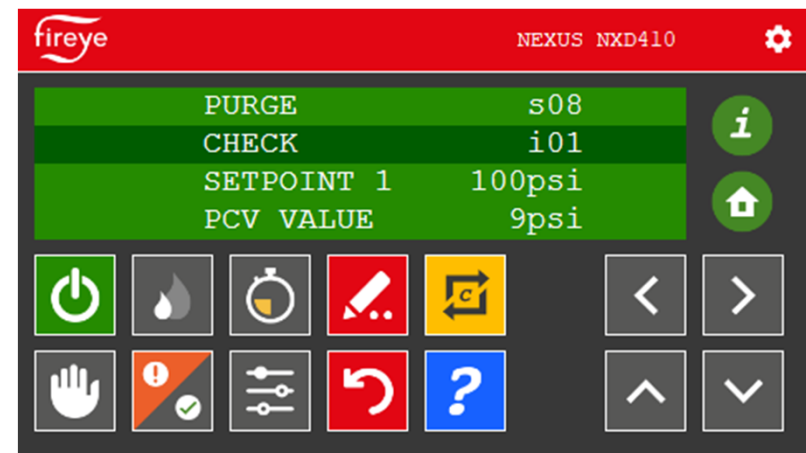 fireye
NEXUS NXD410
PURGE s08
CHECK i01
SETPOINT 1 100psi
PCV VALUE 9psi
i
C
?